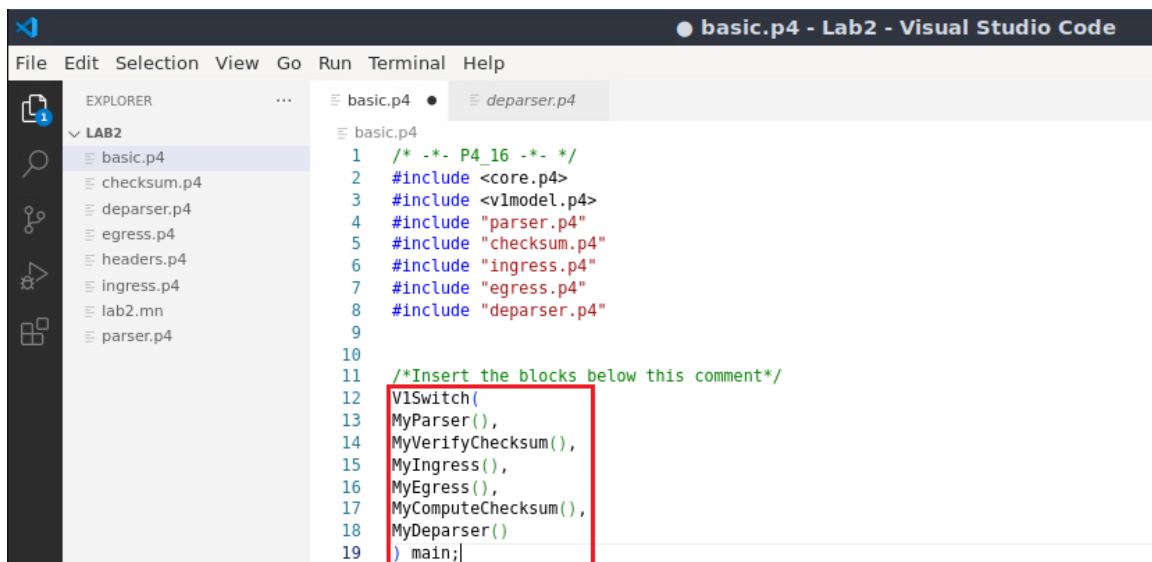 ● basic.p4 - Lab2 - Visual Studio Code
File Edit Selection View Go Run Terminal Help
EXPLORER ...
basic.p4 ●
deparser.p4
1
LAB2
basic.p4
checksum.p4
deparser.p4
egress.p4
headers.p4
ingress.p4
lab2.mn
parser.p4
basic.p4
1 /* -*- P4_16 -*- */
2 #include <core.p4>
3 #include <v1model.p4>
4 #include "parser.p4"
5 #include "checksum.p4"
6 #include "ingress.p4"
7 #include "egress.p4"
8 #include "deparser.p4"
9
10
11 /*Insert the blocks below this comment*/
12 V1Switch(
13 MyParser(),
14 MyVerifyChecksum(),
15 MyIngress(),
16 MyEgress(),
17 MyComputeChecksum(),
18 MyDeparser()
19 ) main;